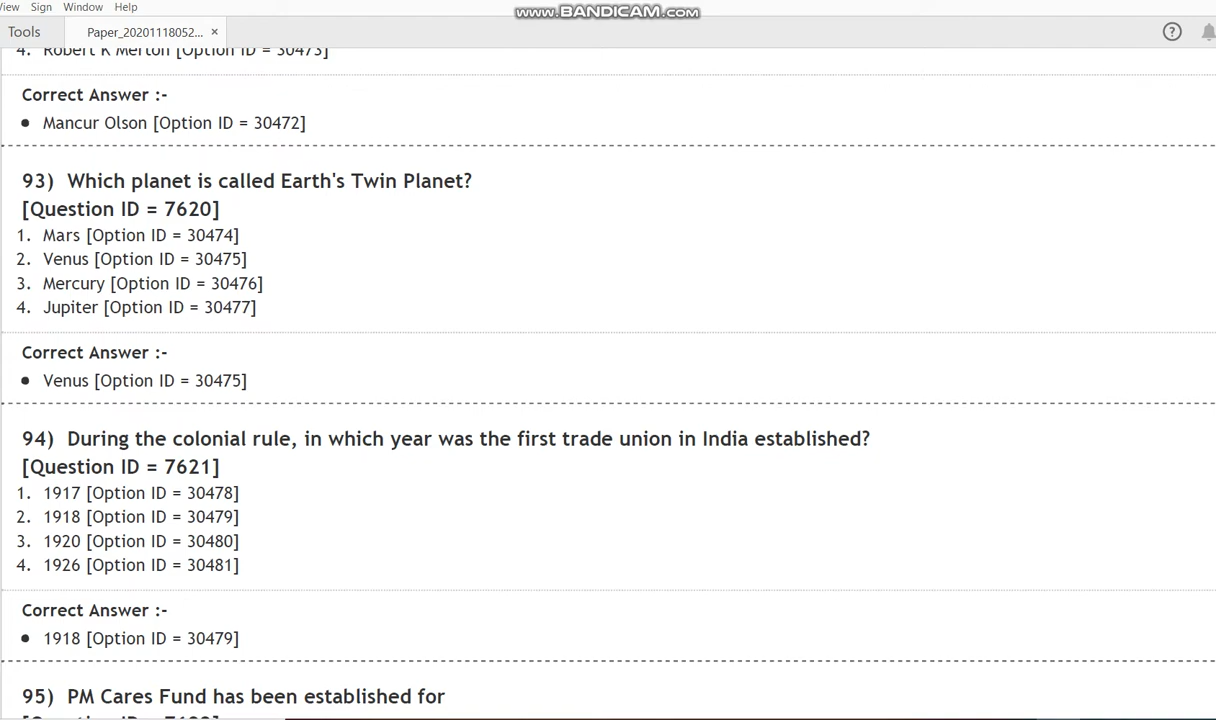 View Sign Window Help
www.BANDICAM.com
Tools Paper_20201118052... ×
4. Robert K Merton [Option ID = 30473]
Correct Answer :-
• Mancur Olson [Option ID = 30472]
93) Which planet is called Earth's Twin Planet?
[Question ID = 7620]
1. Mars [Option ID = 30474]
2. Venus [Option ID = 30475]
3. Mercury [Option ID = 30476]
4. Jupiter [Option ID = 30477]
Correct Answer :-
• Venus [Option ID = 30475]
94) During the colonial rule, in which year was the first trade union in India established?
[Question ID = 7621]
1. 1917 [Option ID = 30478]
2. 1918 [Option ID = 30479]
3. 1920 [Option ID = 30480]
4. 1926 [Option ID = 30481]
Correct Answer :-
• 1918 [Option ID = 30479]
95) PM Cares Fund has been established for